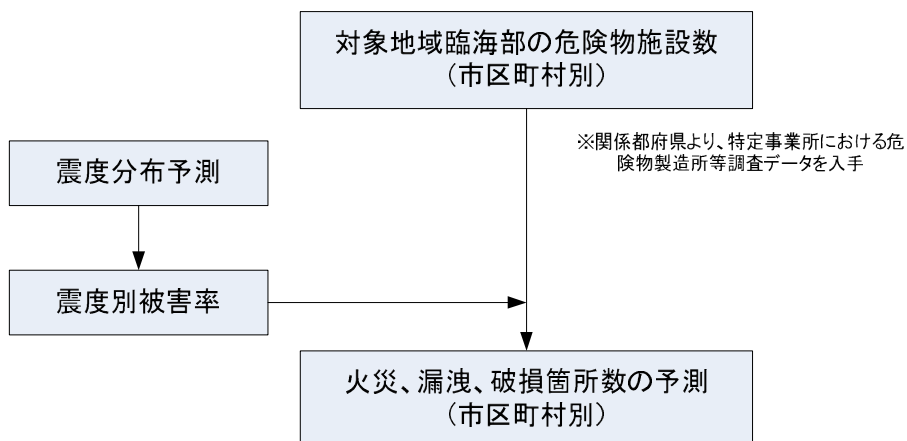 対象地域臨海部の危険物施設数
（市区町村別）
※関係都府県より、特定事業所における危
険物製造所等調査データを入手
震度分布予測
震度別被害率
火災、漏洩、破損箇所数の予測
（市区町村別）